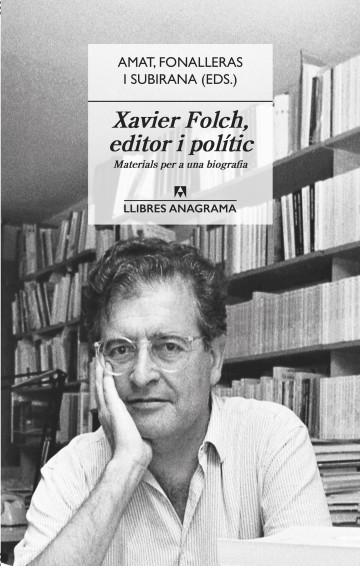 AMAT, FONALLERAS
I SUBIRANA (EDS.)
Xavier Folch,
editor i polític
Materials per a una biografia
LLIBRES ANAGRAMA